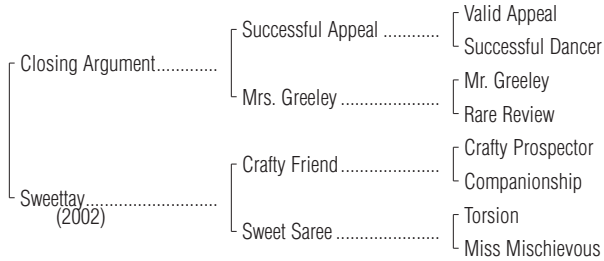 Valid Appeal
Successful Appeal ............
Successful Dancer
Closing Argument.............
Mr. Greeley
Mrs. Greeley ....................
Rare Review
Crafty Prospector
Crafty Friend....................
Companionship
Sweettay...........................
(2002)
Torsion
Sweet Saree .....................
Miss Mischievous